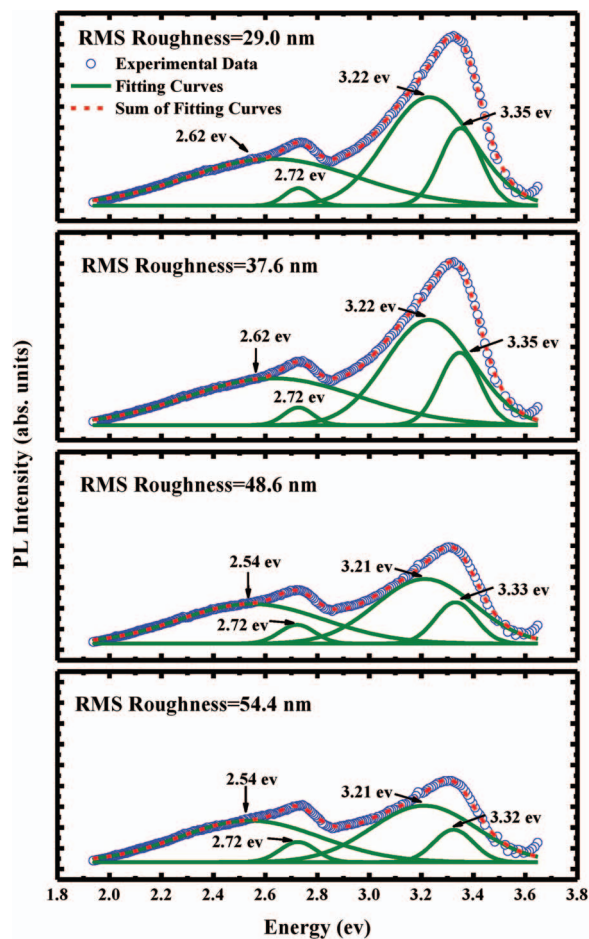 RMS Roughness=29.0 nm
Experimental Data
Fitting Curves
Sum of Fitting Curves
2.62 ev
2.72 ev
3.22 ev
3.35 ev
RMS Roughness=37.6 nm
2.62 ev
2.72 ev
3.22 ev
3.35 ev
RMS Roughness=48.6 nm
2.54 ev
2.72 ev
3.21 ev
3.33 ev
RMS Roughness=54.4 nm
2.54 ev
2.72 ev
3.21 ev
3.32 ev
PL Intensity (abs. units)
1.8 2.0 2.2 2.4 2.6 2.8 3.0 3.2 3.4 3.6 3.8
Energy (ev)